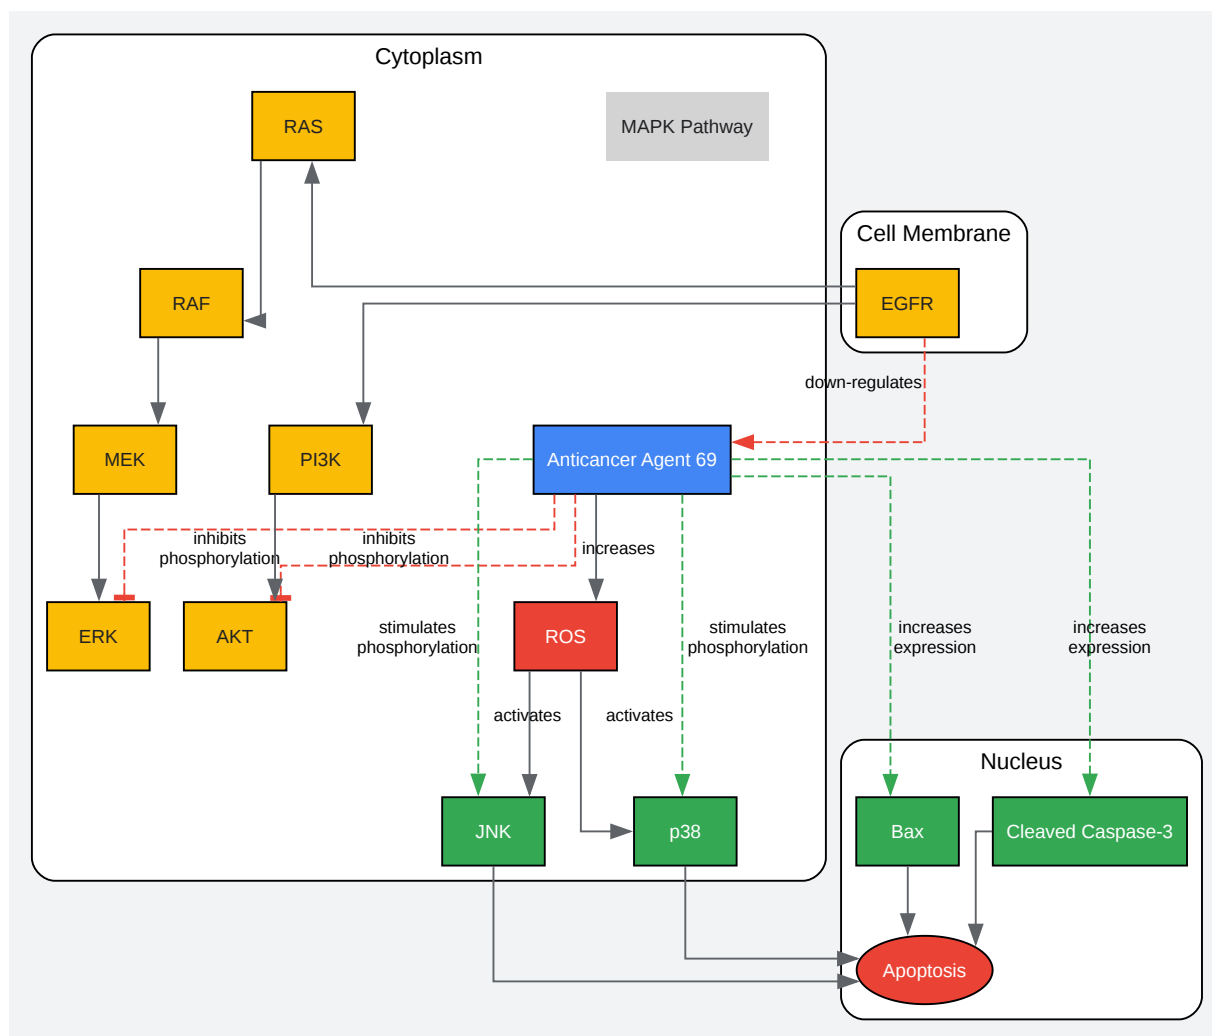 Cytoplasm
RAS
MAPK Pathway
Cell Membrane
RAF
EGFR
down-regulates
MEK
PI3K
Anticancer Agent 69
inhibits
phosphorylation
inhibits
phosphorylation
increases
ERK
AKT
ROS
stimulates
phosphorylation
stimulates
phosphorylation
increases
expression
increases
expression
activates
activates
Nucleus
JNK
p38
Bax
Cleaved Caspase-3
Apoptosis